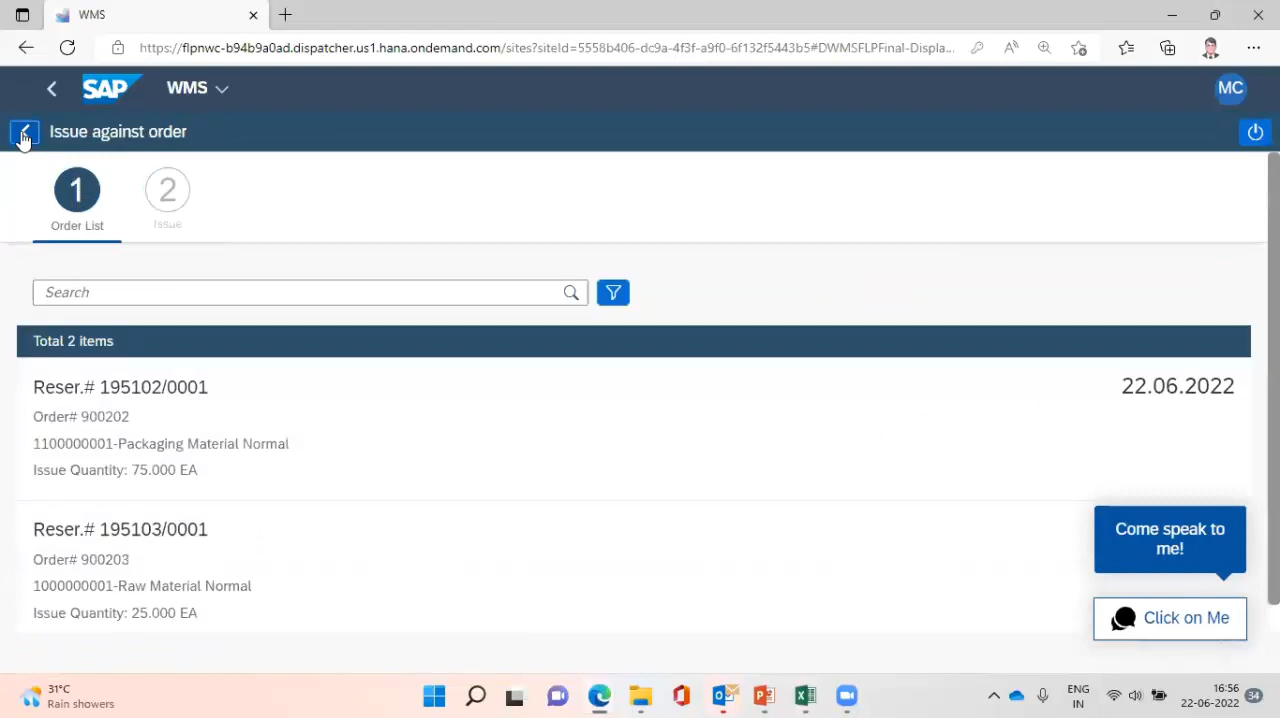 WMS
https://flpnwc-b94b9a0ad.dispatcher.us1.hana.ondemand.com/sites?siteId=5558b406-dc9a-4f3f-a9f0-6f132f5443b5#DWMSFLPFinal-Displa...
SAP WMS MC
Issue against order
1 2
Order List Issue
Search
Total 2 items
Reser.# 195102/0001 22.06.2022
Order# 900202
1100000001-Packaging Material Normal
Issue Quantity: 75.000 EA
Reser.# 195103/0001
Order# 900203
1000000001-Raw Material Normal
Issue Quantity: 25.000 EA
Come speak to
me!
Click on Me
31°C
Rain showers
ENG
IN
16:56
22-06-2022
34